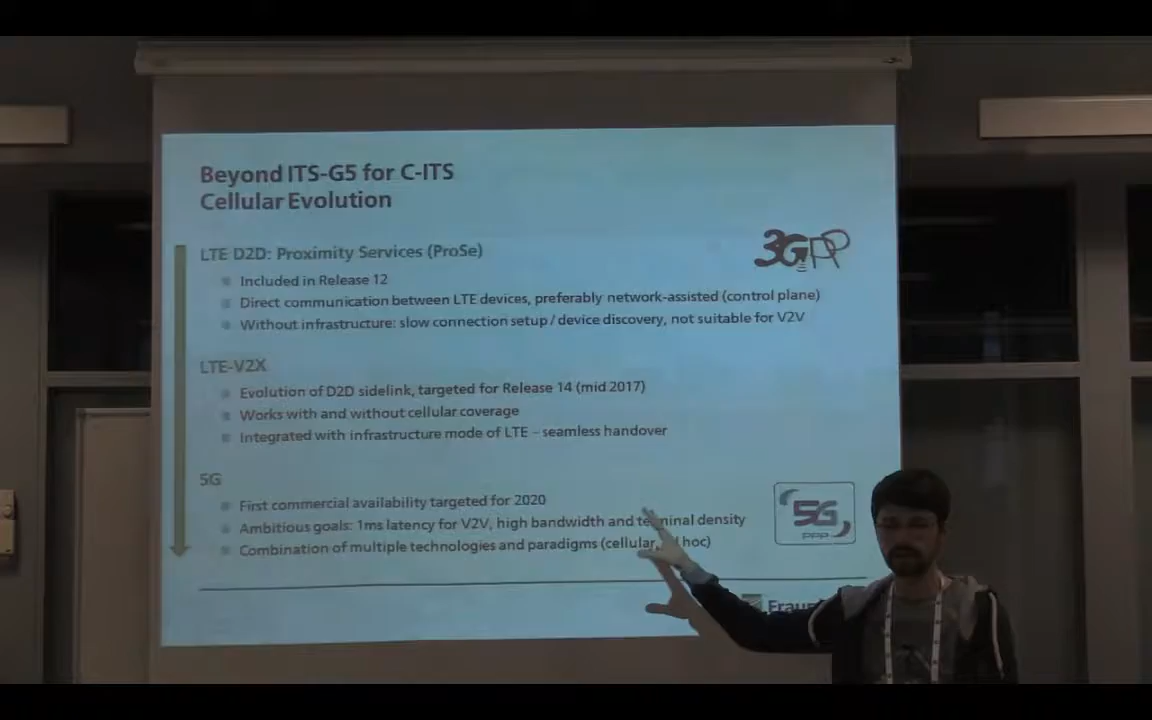 Beyond ITS-G5 for C-ITS
Cellular Evolution
LTE D2D: Proximity Services (ProSe)
Included in Release 12
Direct communication between LTE devices, preferably network-assisted (control plane)
Without infrastructure: slow connection setup / device discovery, not suitable for V2V
LTE-V2X
Evolution of D2D sidelink, targeted for Release 14 (mid 2017)
Works with and without cellular coverage
Integrated with infrastructure mode of LTE – seamless handover
5G
First commercial availability targeted for 2020
Ambitious goals: 1ms latency for V2V, high bandwidth and terminal density
Combination of multiple technologies and paradigms (cellular, hoc)
3GPP
5G
PPP